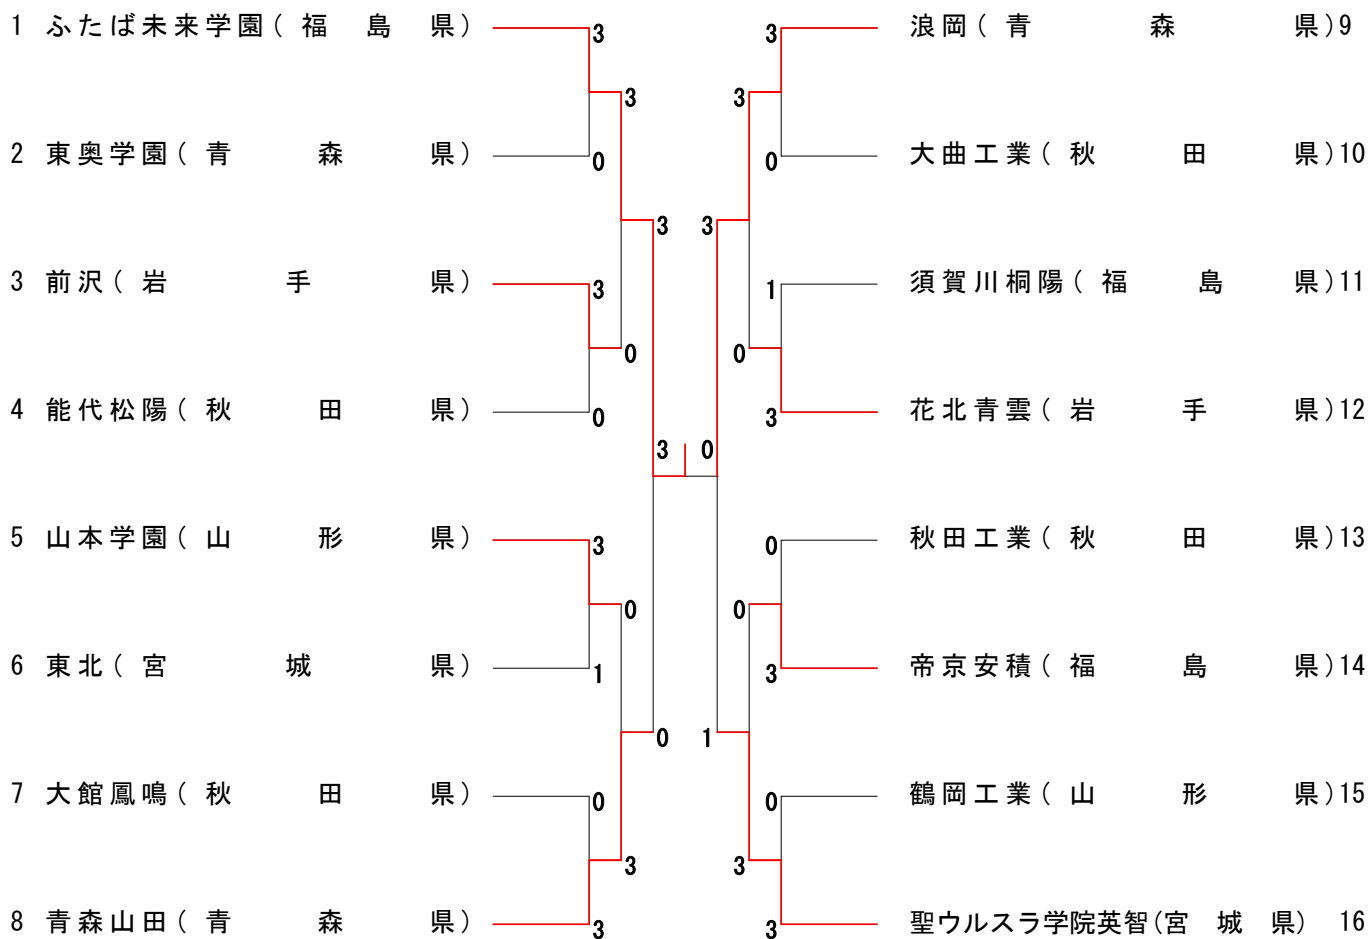 1 ふたば未来学園(福島県) 3 3 浪岡(青森県)9
3 3
2 東奥学園(青森県) 0 0 大曲工業(秋田県)10
3 3
3 前沢(岩手県) 3 1 須賀川桐陽(福島県)11
0 0
4 能代松陽(秋田県) 0 3 花北青雲(岩手県)12
3 0
5 山本学園(山形県) 3 0 秋田工業(秋田県)13
0 0
6 東北(宮城県) 1 3 帝京安積(福島県)14
0 1
7 大館鳳鳴(秋田県) 0 0 鶴岡工業(山形県)15
3 3
8 青森山田(青森県) 3 3 聖ウルスラ学院英智(宮城県) 16